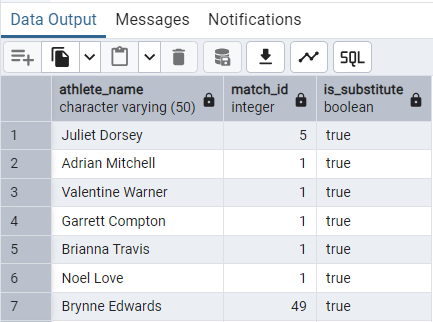 Data Output Messages Notifications
SQL
athlete_name match_id is_substitute
character varying (50) integer boolean
1 Juliet Dorsey 5 true
2 Adrian Mitchell 1 true
3 Valentine Warner 1 true
4 Garrett Compton 1 true
5 Brianna Travis 1 true
6 Noel Love 1 true
7 Brynne Edwards 49 true